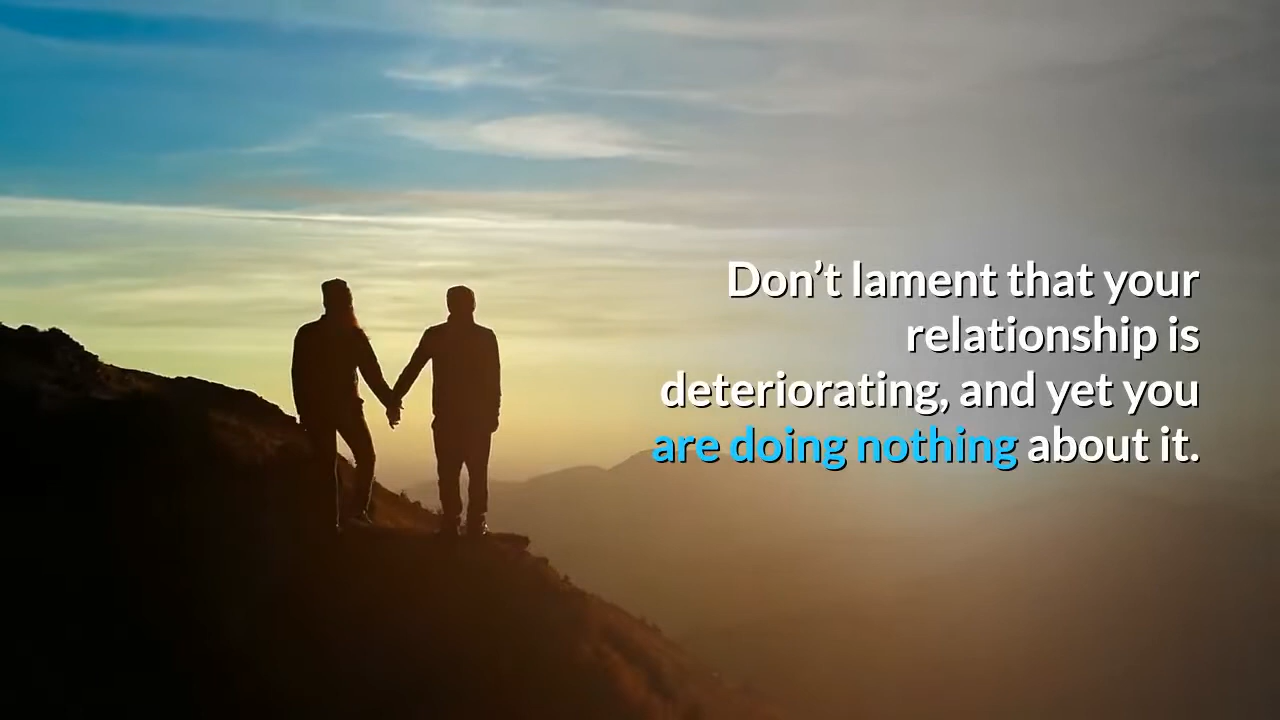 Don’t lament that your
relationship is
deteriorating, and yet you
are doing nothing about it.